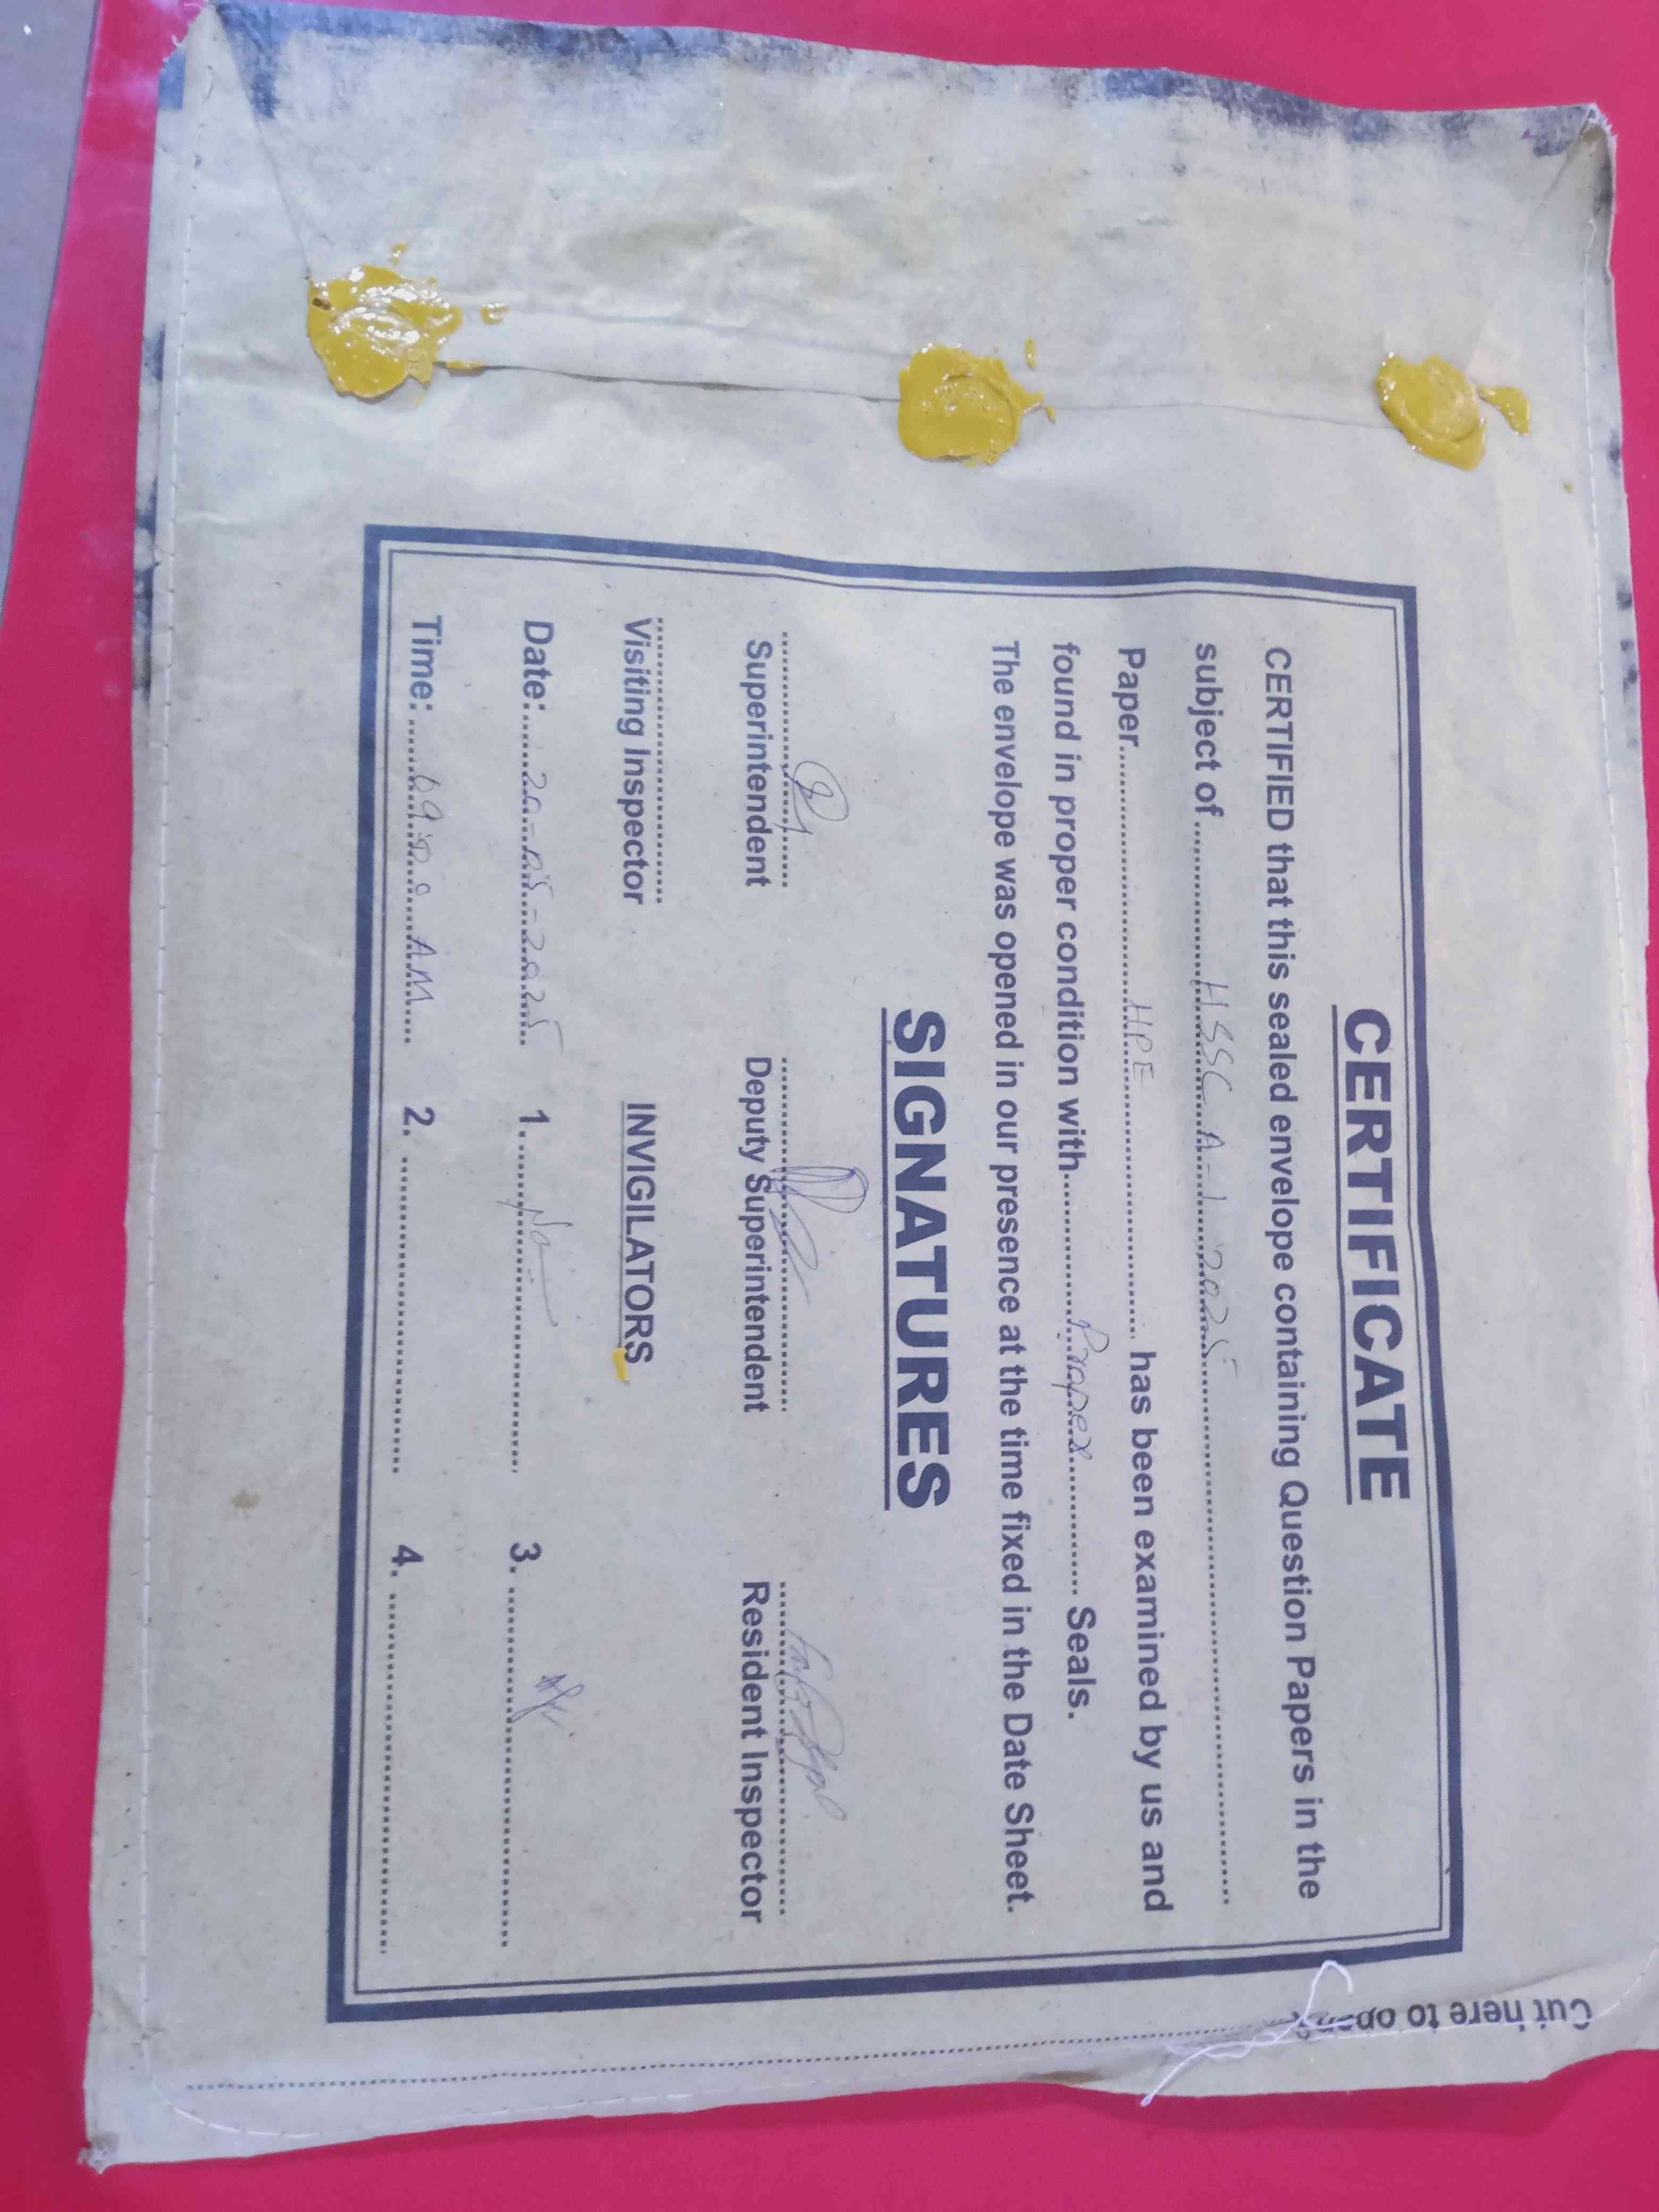 CERTIFICATE
CERTIFIED that this sealed envelope containing Question Papers in the
subject of HSSC A-I 2025
Paper HPE has been examined by us and
found in proper condition with Proper Seals.
The envelope was opened in our presence at the time fixed in the Date Sheet.
SIGNATURES
Superintendent Deputy Superintendent Resident Inspector
Visiting Inspector INVIGILATORS
Date: 20-05-2025 1. 3.
Time: 09:00 AM 2. 4.
Cut here to open